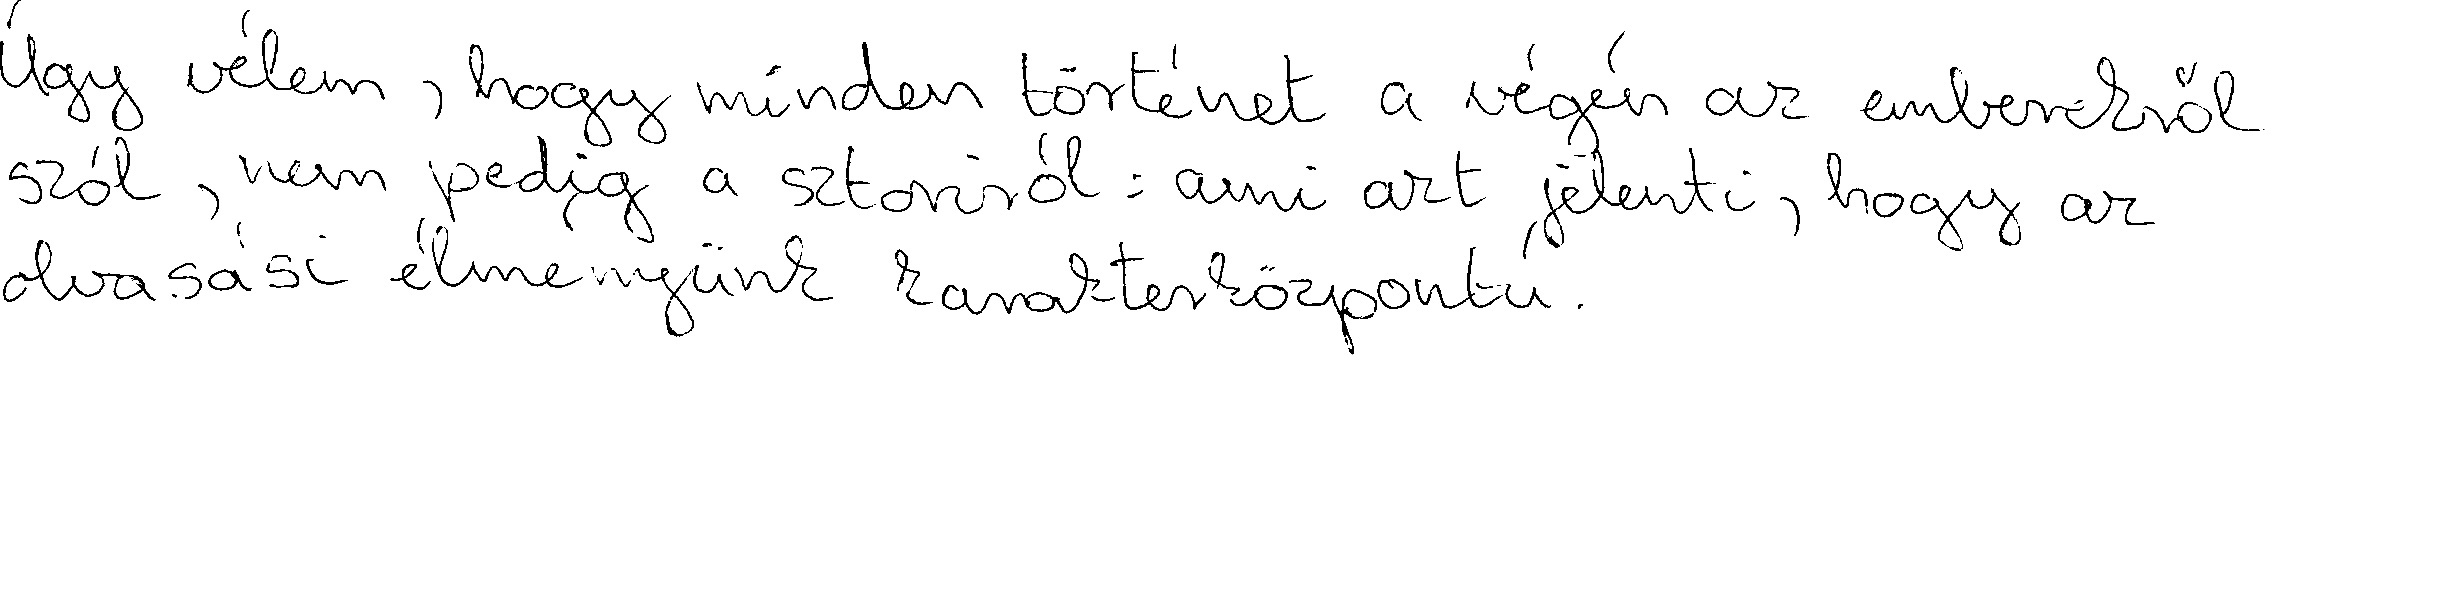 Úgy vélem, hogy minden történet a végén az emberekről
szól, nem pedig a sztoriról: ami azt jelenti, hogy az
olvasási élményünk karakterközpontú.